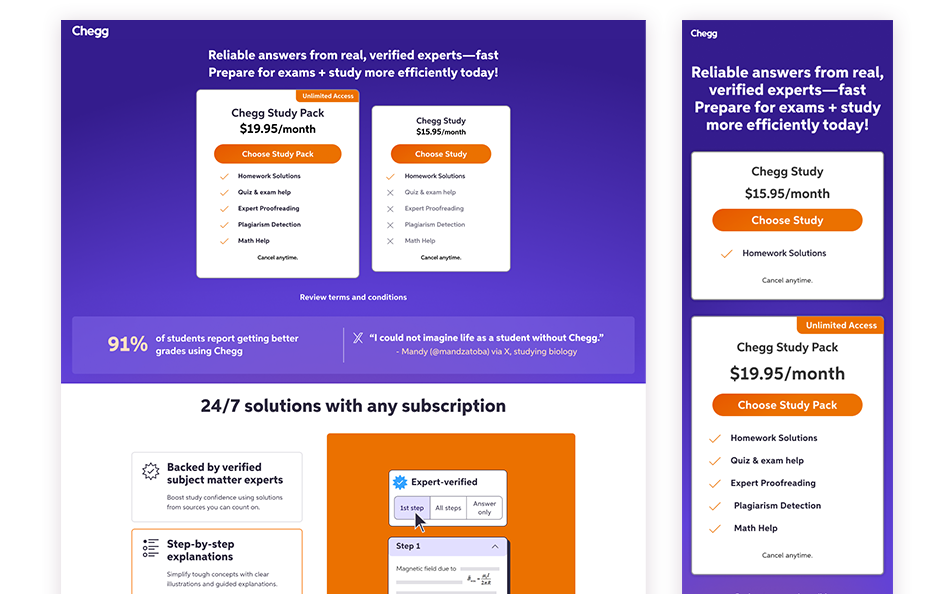 Chegg
Reliable answers from real, verified experts—fast
Prepare for exams + study more efficiently today!
Unlimited Access
Chegg Study Pack
$19.95/month
Choose Study Pack
Homework Solutions
Quiz & exam help
Expert Proofreading
Plagiarism Detection
Math Help
Cancel anytime.
Chegg Study
$15.95/month
Choose Study
Homework Solutions
Quiz & exam help
Expert Proofreading
Plagiarism Detection
Math Help
Cancel anytime.
Review terms and conditions
91%
of students report getting better
grades using Chegg
“I could not imagine life as a student without Chegg.”
- Mandy (@mandzatoba) via X, studying biology
24/7 solutions with any subscription
Backed by verified
subject matter experts
Boost study confidence using solutions
from sources you can count on.
Step-by-step
explanations
Simplify tough concepts with clear
illustrations and guided explanations.
Expert-verified
1st step
All steps
Answer
only
Step 1
Magnetic field due to
Chegg
Reliable answers from real,
verified experts—fast
Prepare for exams + study
more efficiently today!
Chegg Study
$15.95/month
Choose Study
Homework Solutions
Cancel anytime.
Unlimited Access
Chegg Study Pack
$19.95/month
Choose Study Pack
Homework Solutions
Quiz & exam help
Expert Proofreading
Plagiarism Detection
Math Help
Cancel anytime.